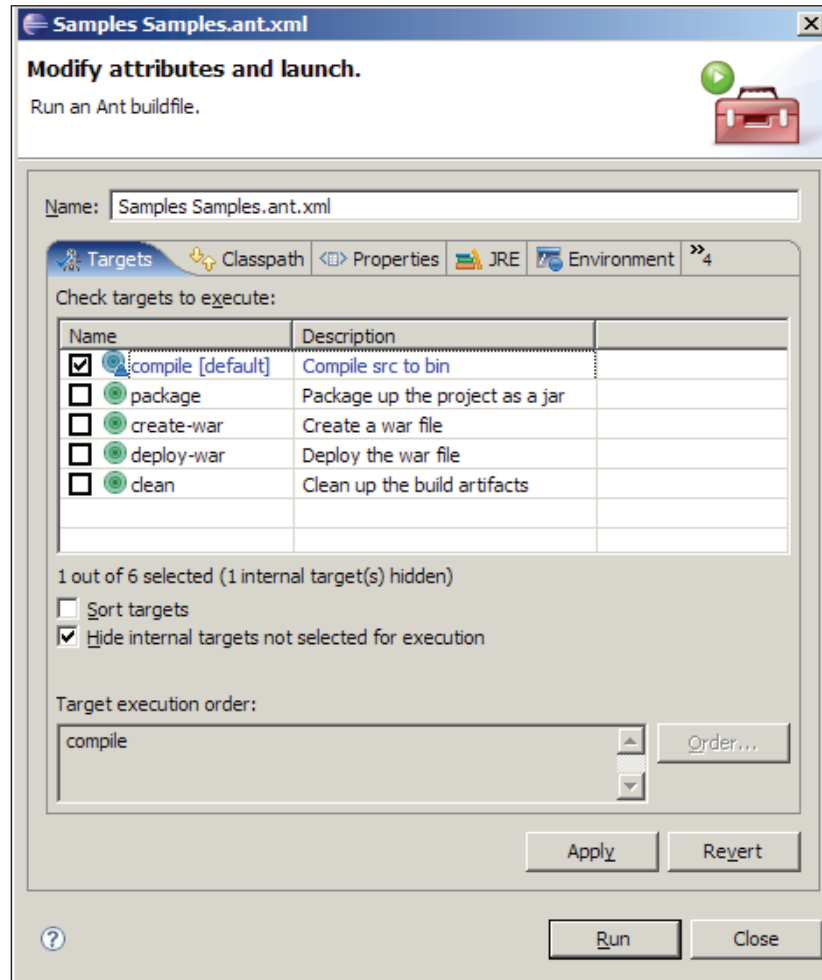 Samples Samples.ant.xml
Modify attributes and launch.
Run an Ant buildfile.
Name: Samples Samples.ant.xml
Targets Classpath Properties JRE Environment »4
Check targets to execute:
Name Description
compile [default] Compile src to bin
package Package up the project as a jar
create-war Create a war file
deploy-war Deploy the war file
clean Clean up the build artifacts
1 out of 6 selected (1 internal target(s) hidden)
Sort targets
Hide internal targets not selected for execution
Target execution order:
compile
Order...
Apply Revert
? Run Close